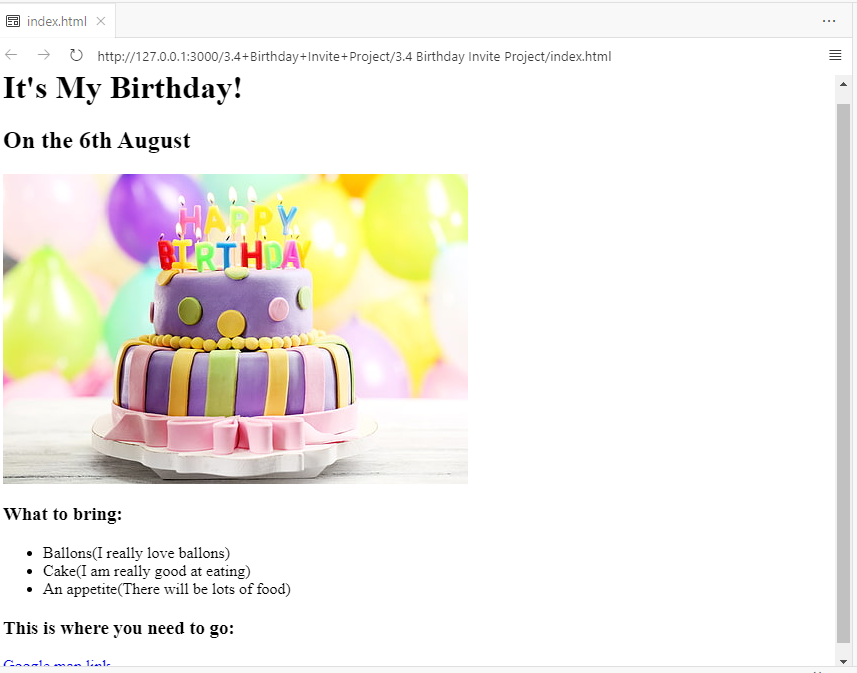 index.html
http://127.0.0.1:3000/3.4+Birthday+Invite+Project/3.4 Birthday Invite Project/index.html
It's My Birthday!
On the 6th August
HAPPY
BIRTHDAY
What to bring:
Ballons(I really love ballons)
Cake(I am really good at eating)
An appetite(There will be lots of food)
This is where you need to go:
Google map link